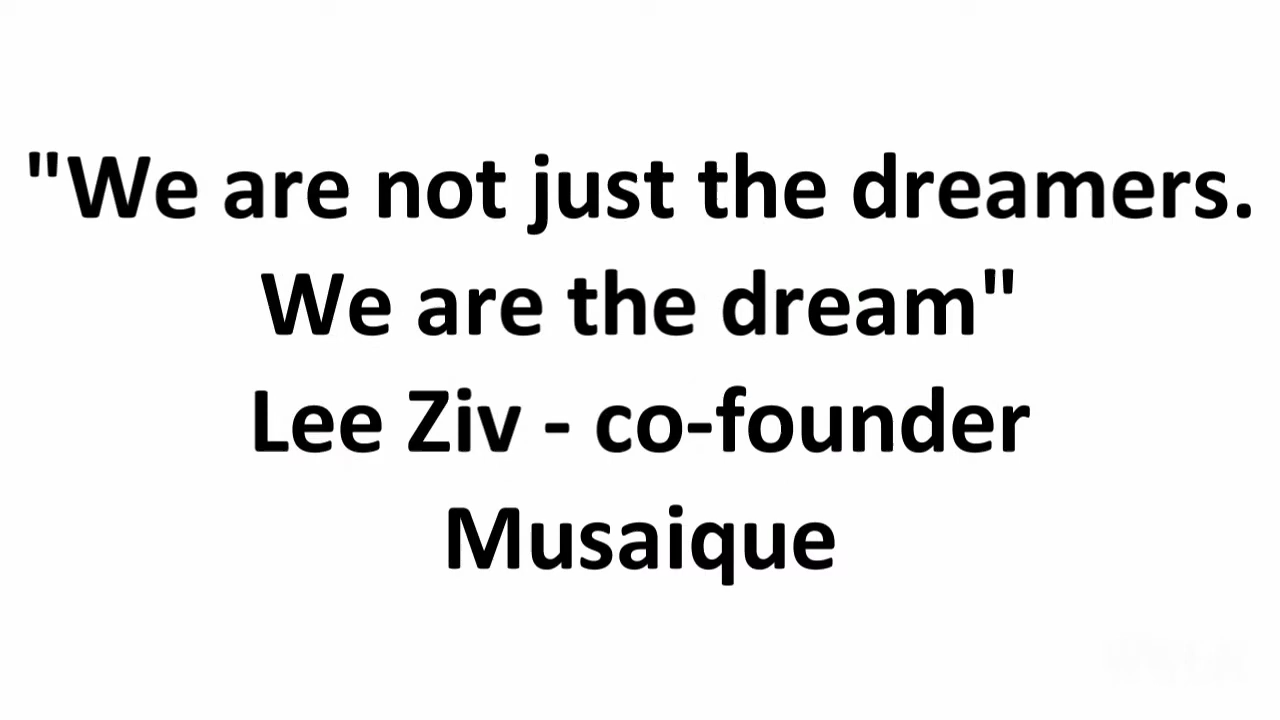 "We are not just the dreamers.
We are the dream"
Lee Ziv - co-founder
Musaique